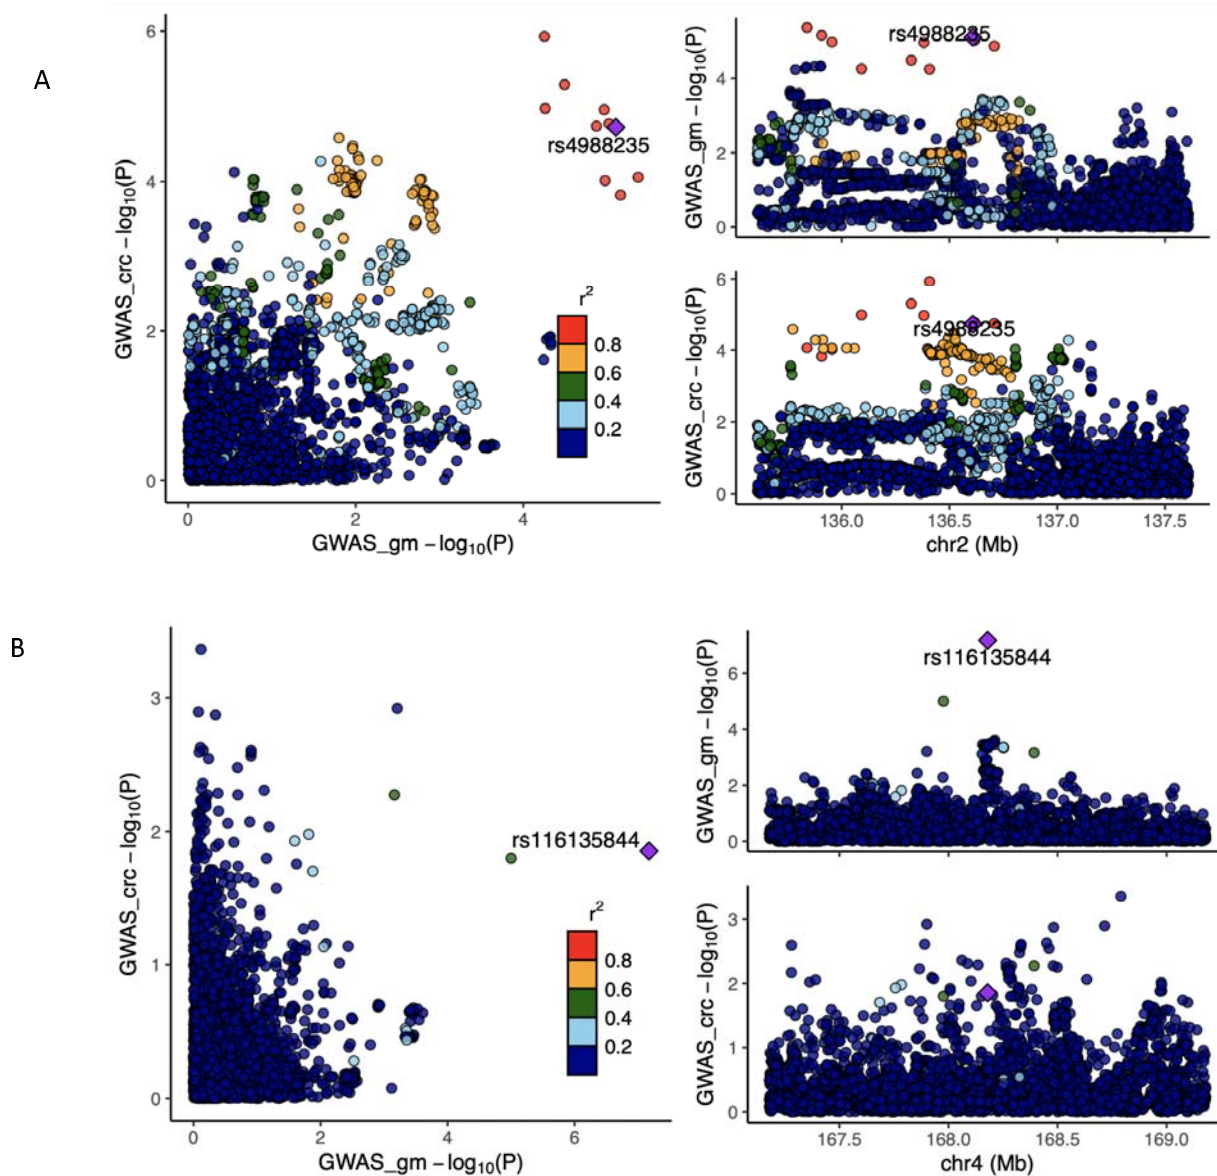 A
GWAS_crc −log₁₀(P)
6
4
2
0
0
2
4
GWAS_gm −log₁₀(P)
rs4988235
r²
0.8
0.6
0.4
0.2
GWAS_gm −log₁₀(P)
4
2
0
rs4988235
GWAS_crc −log₁₀(P)
6
4
2
0
rs4988235
136.0
136.5
137.0
137.5
chr2 (Mb)
B
GWAS_crc −log₁₀(P)
3
2
1
0
0
2
4
6
GWAS_gm −log₁₀(P)
rs116135844
r²
0.8
0.6
0.4
0.2
GWAS_gm −log₁₀(P)
6
4
2
0
rs116135844
GWAS_crc −log₁₀(P)
3
2
1
0
167.5
168.0
168.5
169.0
chr4 (Mb)